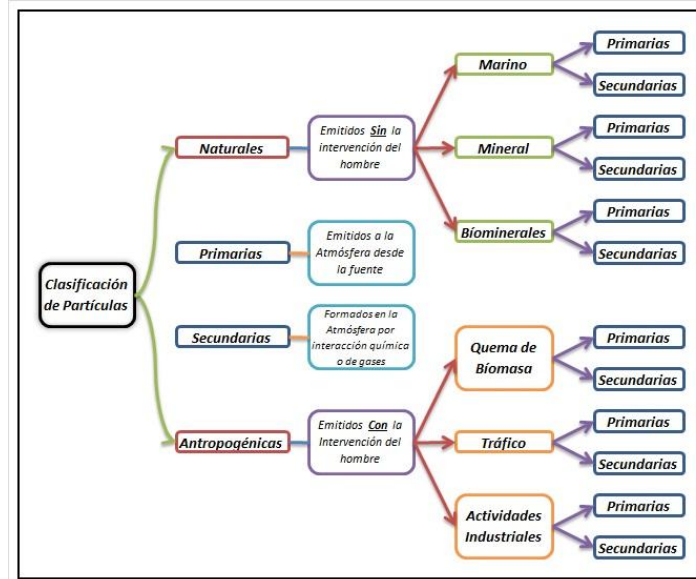 Clasificación
de Partículas
Naturales
Emitidos Sin la
intervención del
hombre
Marino
Primarias
Secundarias
Mineral
Primarias
Secundarias
Bíominerales
Primarias
Secundarias
Primarias
Emitidos a la
Atmósfera desde
la fuente
Secundarias
Formados en la
Atmósfera por
interacción química
o de gases
Antropogénicas
Emitidos Con la
Intervención del
hombre
Quema de
Bíomasa
Primarias
Secundarias
Tráfico
Primarias
Secundarias
Actividades
Industriales
Primarias
Secundarias